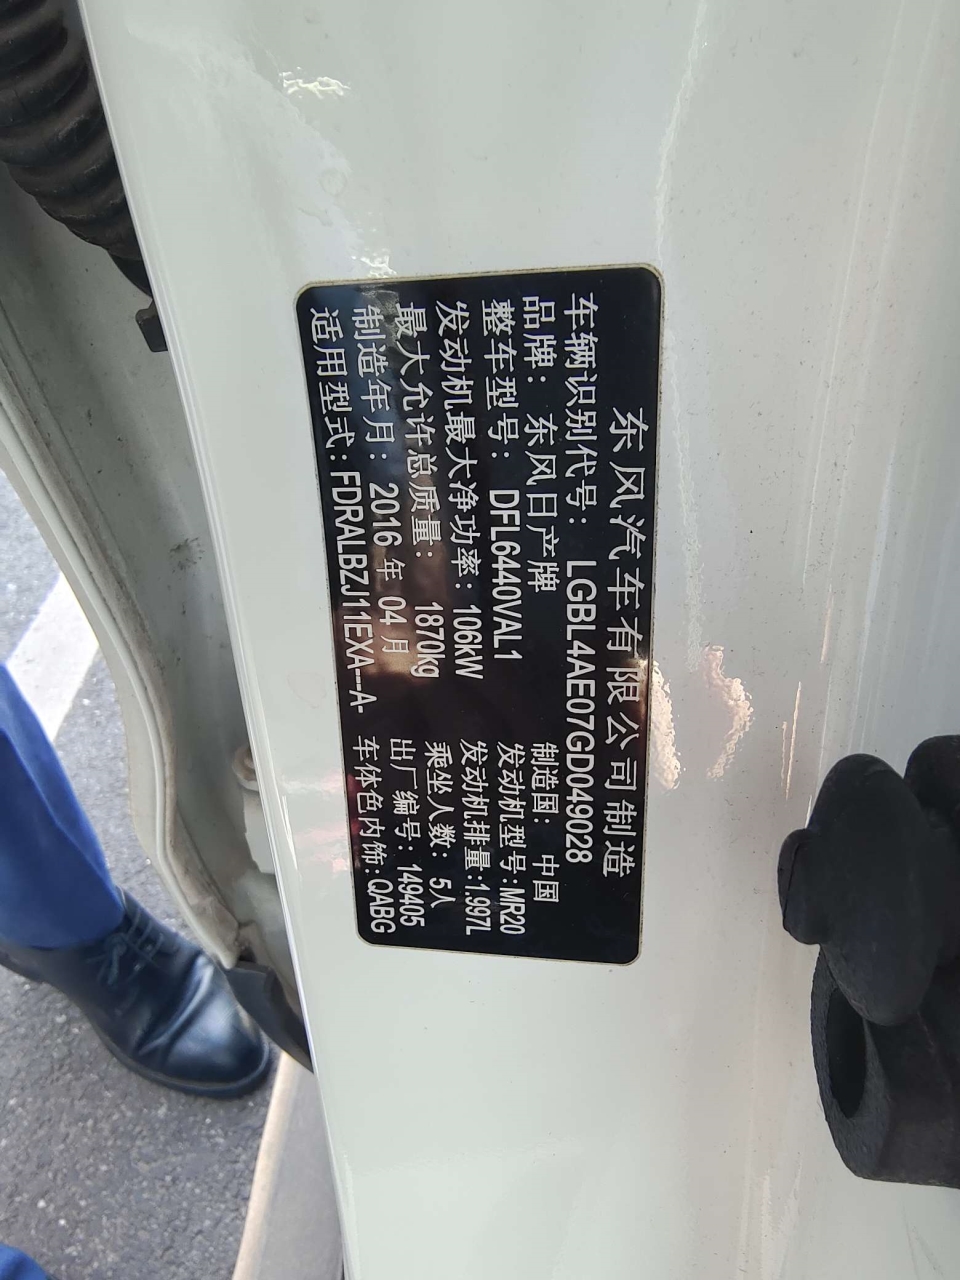 东风汽车有限公司制造
车辆识别代号：LGBL4AE07GD049028
品牌：东风日产牌 制造国：中国
整车型号：DFL6440VAL1 发动机型号:MR20
发动机最大净功率：106kW 发动机排量:1.997L
最大允许总质量：1870kg 乘坐人数：5人
制造年月：2016年04月 出厂编号：149405
适用型式:FDRALBZJ11EXA--A- 车体色内饰:QABG